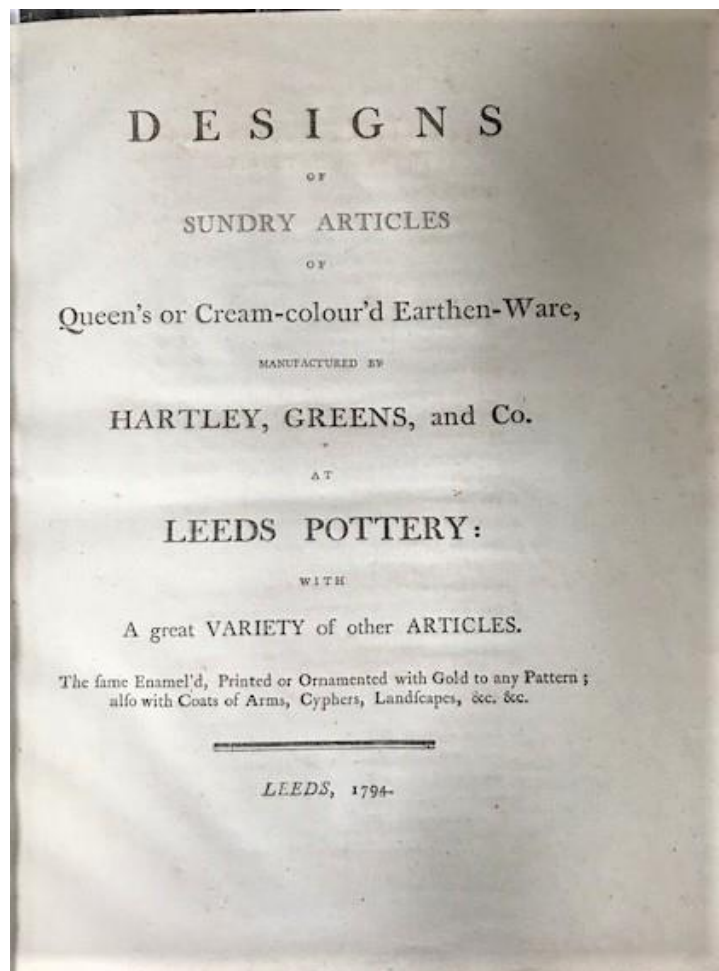 DESIGNS
OF
SUNDRY ARTICLES
OF
Queen's or Cream-colour'd Earthen-Ware,
MANUFACTURED BY
HARTLEY, GREENS, and Co.
AT
LEEDS POTTERY:
WITH
A great VARIETY of other ARTICLES.
The ſame Enamel'd, Printed or Ornamented with Gold to any Pattern ;
alſo with Coats of Arms, Cyphers, Landſcapes, &c. &c.
LEEDS, 1794.